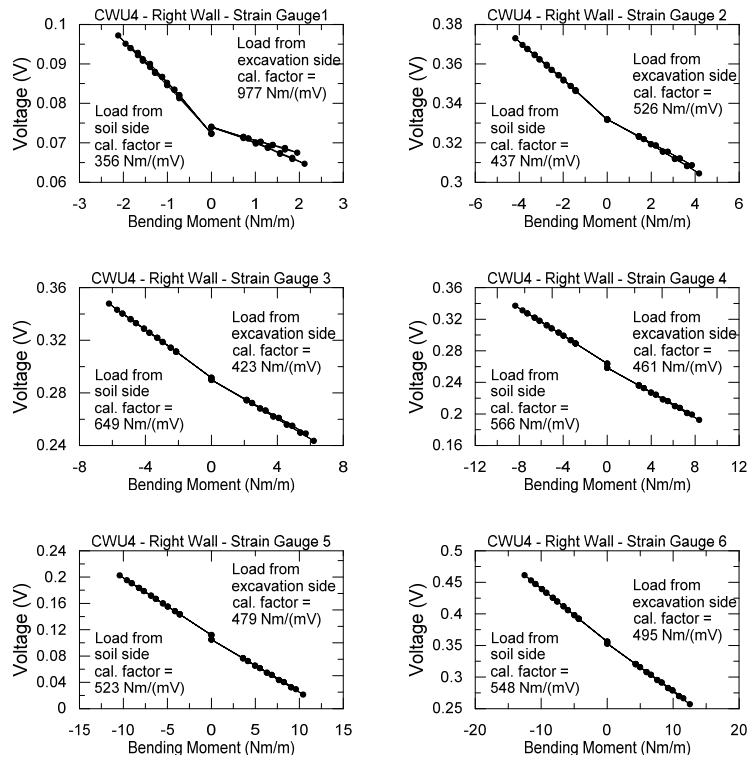 CWU4 - Right Wall - Strain Gauge1
0.1
0.09
0.08
0.07
0.06
Voltage (V)
Load from
excavation side
cal. factor =
977 Nm/(mV)
Load from
soil side
cal. factor =
356 Nm/(mV)
-3 -2 -1 0 1 2 3
Bending Moment (Nm/m)
CWU4 - Right Wall - Strain Gauge 2
0.38
0.36
0.34
0.32
0.3
Voltage (V)
Load from
excavation side
cal. factor =
526 Nm/(mV)
Load from
soil side
cal. factor =
437 Nm/(mV)
-6 -4 -2 0 2 4 6
Bending Moment (Nm/m)
CWU4 - Right Wall - Strain Gauge 3
0.36
0.32
0.28
0.24
Voltage (V)
Load from
excavation side
cal. factor =
423 Nm/(mV)
Load from
soil side
cal. factor =
649 Nm/(mV)
-8 -4 0 4 8
Bending Moment (Nm/m)
CWU4 - Right Wall - Strain Gauge 4
0.36
0.32
0.28
0.24
0.2
0.16
Voltage (V)
Load from
excavation side
cal. factor =
461 Nm/(mV)
Load from
soil side
cal. factor =
566 Nm/(mV)
-12 -8 -4 0 4 8 12
Bending Moment (Nm/m)
CWU4 - Right Wall - Strain Gauge 5
0.24
0.2
0.16
0.12
0.08
0.04
0
Voltage (V)
Load from
excavation side
cal. factor =
479 Nm/(mV)
Load from
soil side
cal. factor =
523 Nm/(mV)
-15 -10 -5 0 5 10 15
Bending Moment (Nm/m)
CWU4 - Right Wall - Strain Gauge 6
0.5
0.45
0.4
0.35
0.3
0.25
Voltage (V)
Load from
excavation side
cal. factor =
495 Nm/(mV)
Load from
soil side
cal. factor =
548 Nm/(mV)
-20 -10 0 10 20
Bending Moment (Nm/m)